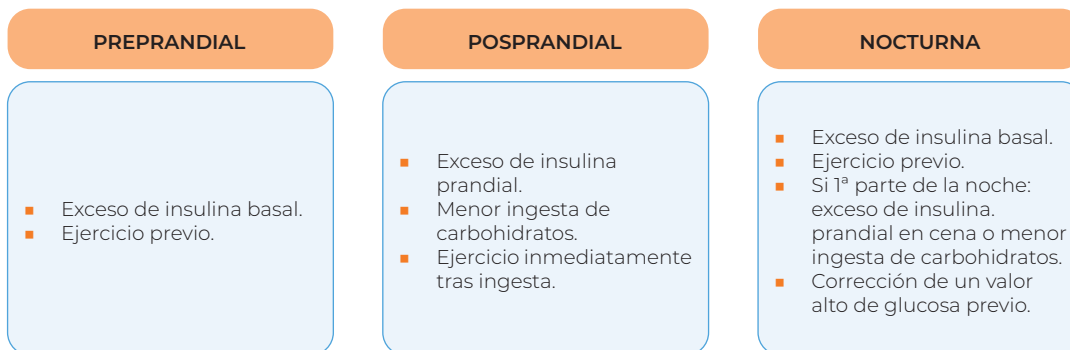 PREPRANDIAL
Exceso de insulina basal.
Ejercicio previo.
POSPRANDIAL
Exceso de insulina
prandial.
Menor ingesta de
carbohidratos.
Ejercicio inmediatamente
tras ingesta.
NOCTURNA
Exceso de insulina basal.
Ejercicio previo.
Si 1ª parte de la noche:
exceso de insulina.
prandial en cena o menor
ingesta de carbohidratos.
Corrección de un valor
alto de glucosa previo.